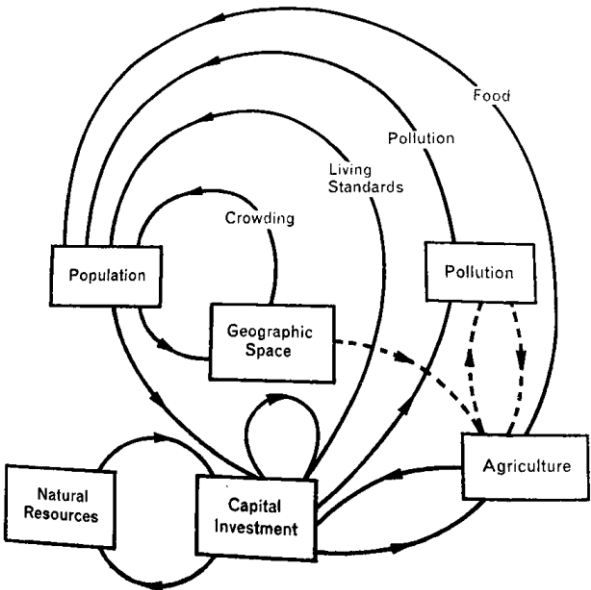 Food
Pollution
Living
Standards
Crowding
Population
Pollution
Geographic
Space
Agriculture
Natural
Resources
Capital
Investment